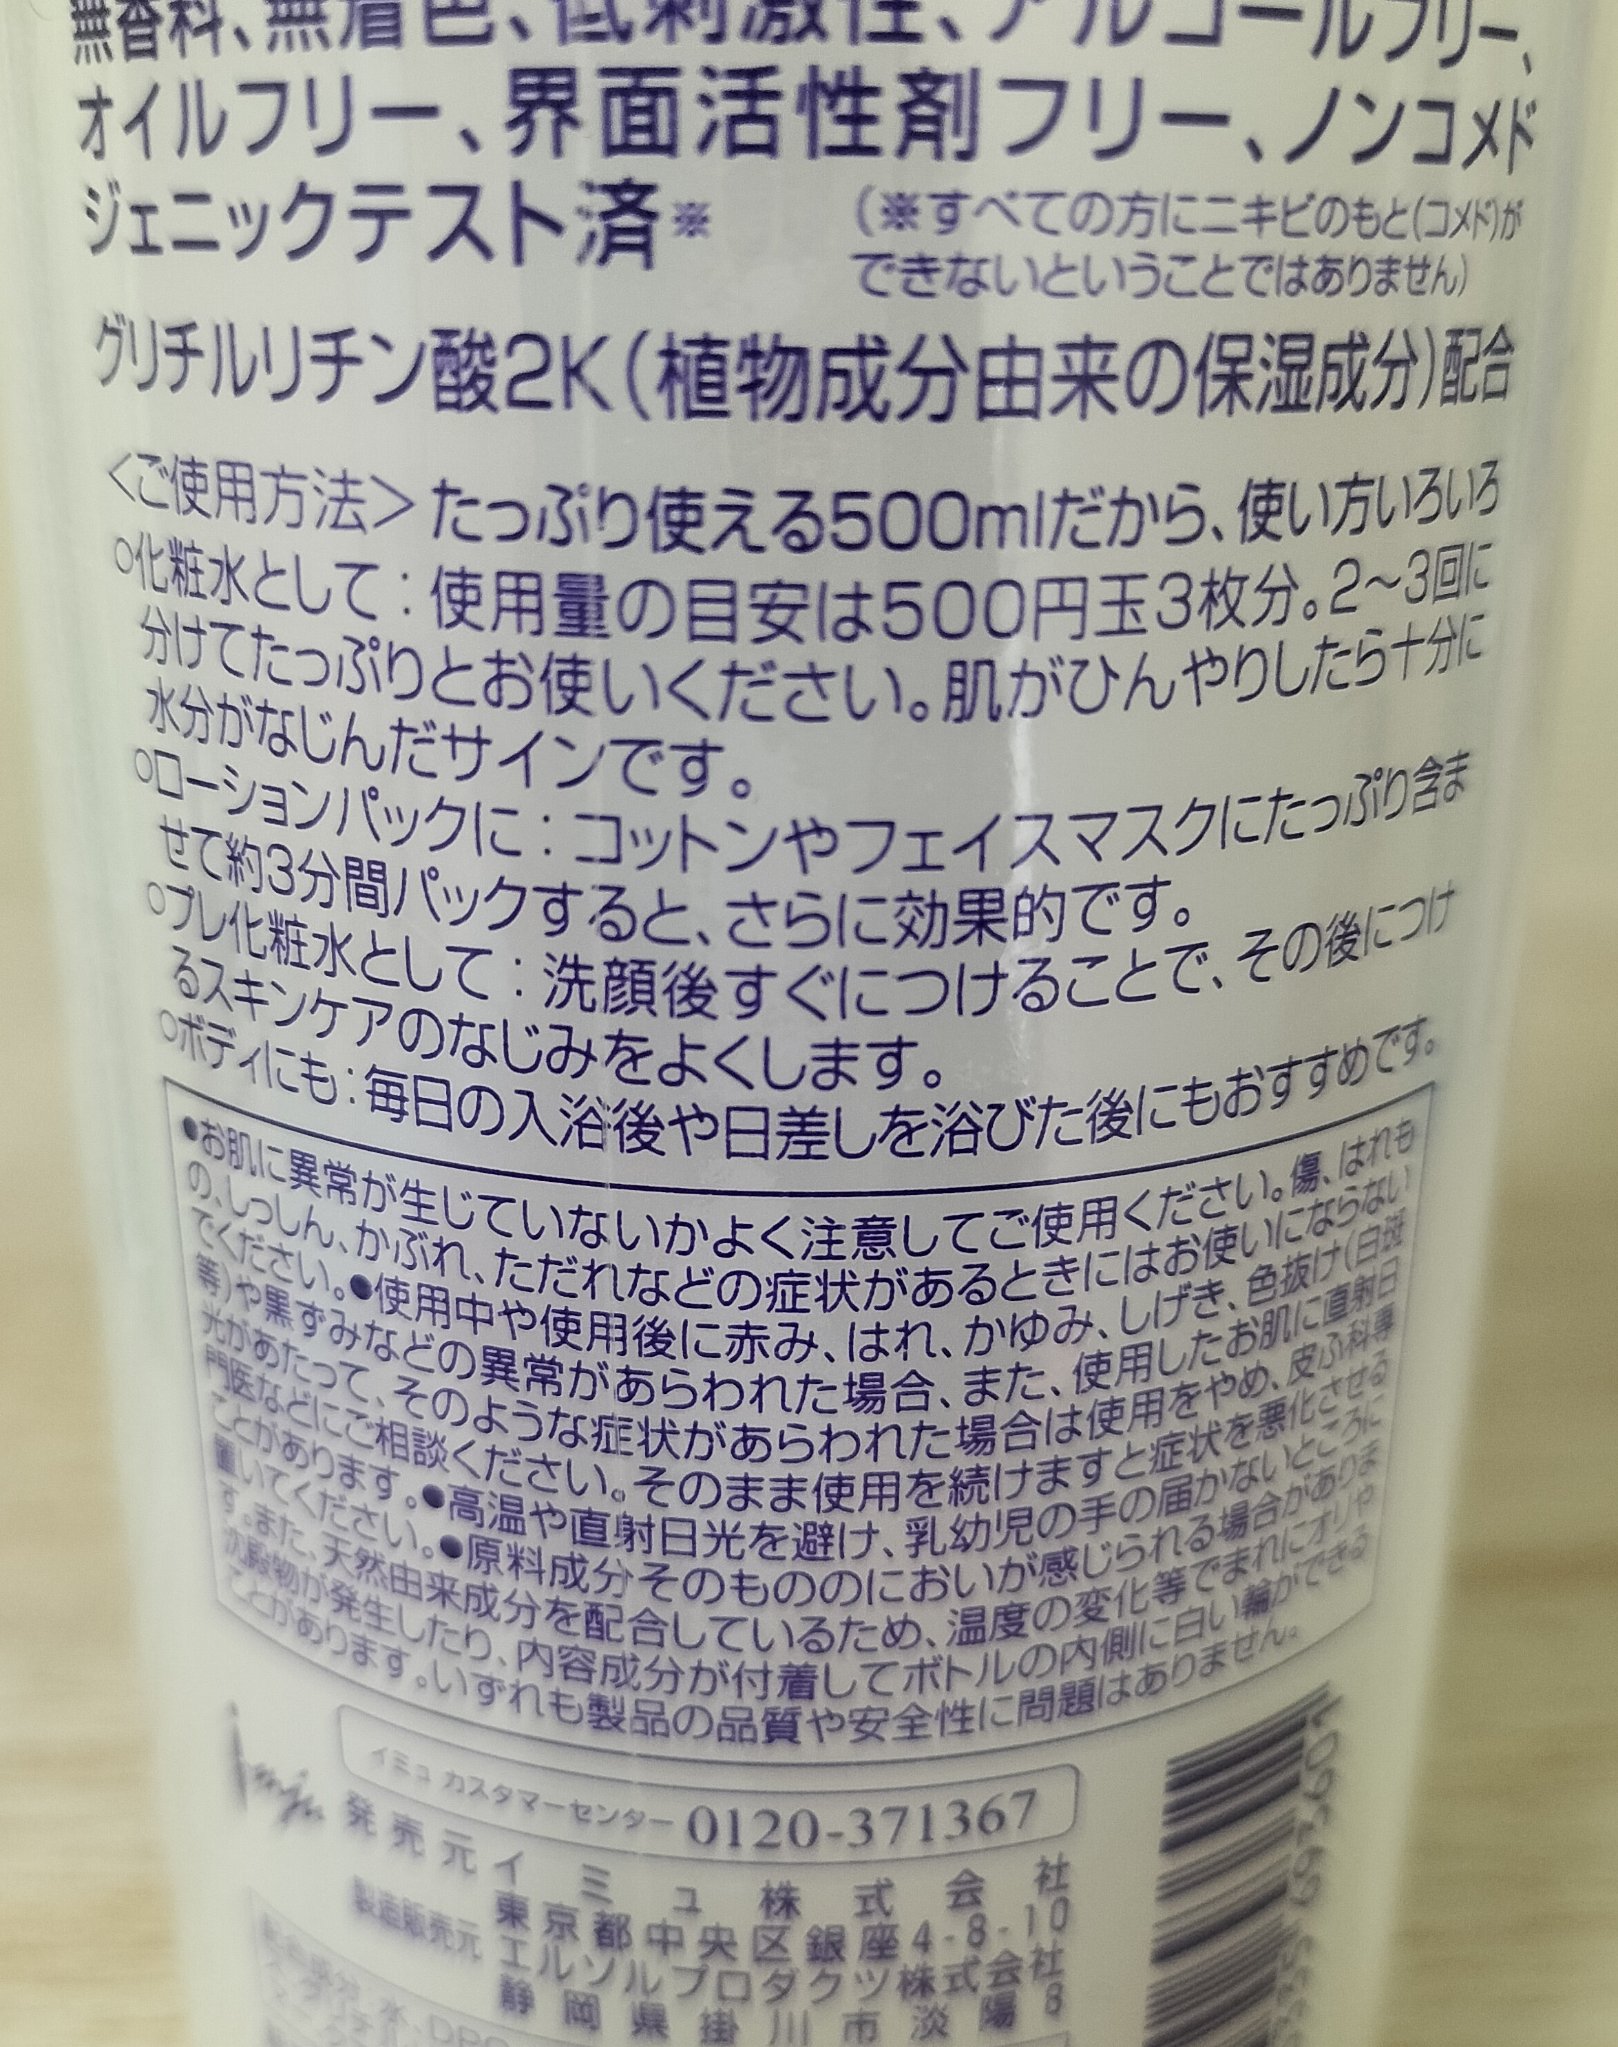 無香料、無着色、低刺激性、アルコールフリー、
オイルフリー、界面活性剤フリー、ノンコメド
ジェニックテスト済※ (※すべての方にニキビのもと(コメド)が
できないということではありません)
グリチルリチン酸2K(植物成分由来の保湿成分)配合
<ご使用方法>たっぷり使える500mlだから、使い方いろいろ
○化粧水として:使用量の目安は500円玉3枚分。2〜3回に
分けてたっぷりとお使いください。肌がひんやりしたら十分に
水分がなじんだサインです。
○ローションパックに:コットンやフェイスマスクにたっぷり含ま
せて約3分間パックすると、さらに効果的です。
○プレ化粧水として:洗顔後すぐにつけることで、その後につけ
るスキンケアのなじみをよくします。
○ボディにも:毎日の入浴後や日差しを浴びた後にもおすすめです。
●お肌に異常が生じていないかよく注意してご使用ください。傷、はれも
の、しっしん、かぶれ、ただれなどの症状があるときにはお使いにならない
でください。●使用中や使用後に赤み、はれ、かゆみ、しげき、色抜け(白斑
等)や黒ずみなどの異常があらわれた場合、また、使用したお肌に直射日
光があたって、そのような症状があらわれた場合は使用をやめ、皮ふ科専
門医などにご相談ください。そのまま使用を続けますと症状を悪化させる
ことがあります。●高温や直射日光を避け、乳幼児の手の届かないところに
置いてください。●原料成分そのもののにおいが感じられる場合がありま
す。また、天然由来成分を配合しているため、温度の変化等でまれにオリや
沈殿物が発生したり、内容成分が付着してボトルの内側に白い輪ができる
ことがあります。いずれも製品の品質や安全性に問題はありません。
イミュ カスタマーセンター 0120-371367
imju 発売元 イミュ株式会社
東京都中央区銀座4-8-10
製造販売元 エルソルプロダクツ株式会社
静岡県掛川市淡陽8